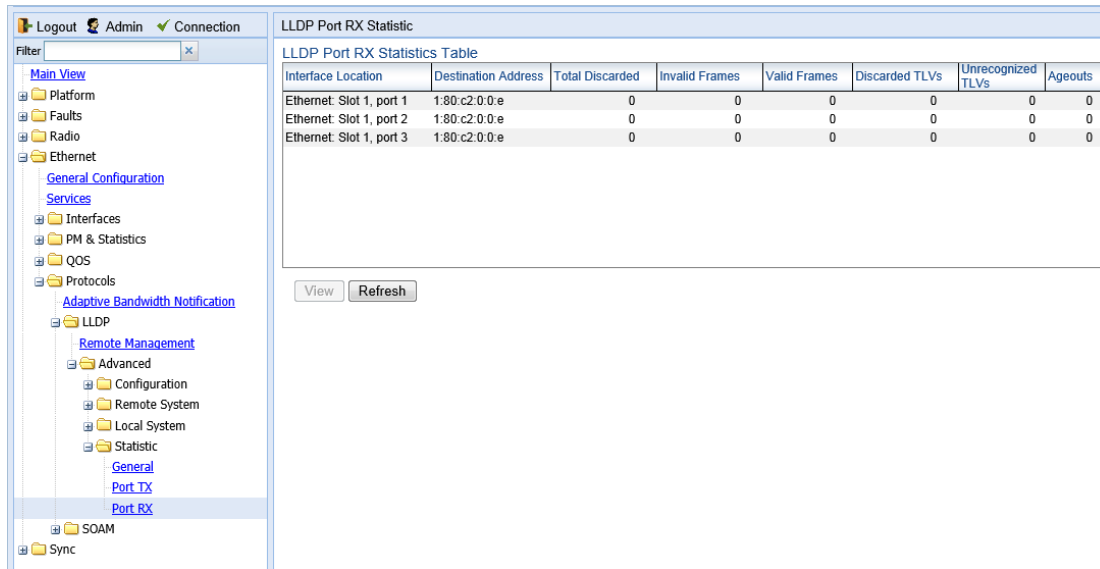 Logout Admin Connection
Filter
Main View
Platform
Faults
Radio
Ethernet
General Configuration
Services
Interfaces
PM & Statistics
QOS
Protocols
Adaptive Bandwidth Notification
LLDP
Remote Management
Advanced
Configuration
Remote System
Local System
Statistic
General
Port TX
Port RX
SOAM
Sync
LLDP Port RX Statistic
LLDP Port RX Statistics Table
Interface Location Destination Address Total Discarded Invalid Frames Valid Frames Discarded TLVs Unrecognized TLVs Ageouts
Ethernet: Slot 1, port 1 1:80:c2:0:0:e 0 0 0 0 0 0
Ethernet: Slot 1, port 2 1:80:c2:0:0:e 0 0 0 0 0 0
Ethernet: Slot 1, port 3 1:80:c2:0:0:e 0 0 0 0 0 0
View Refresh